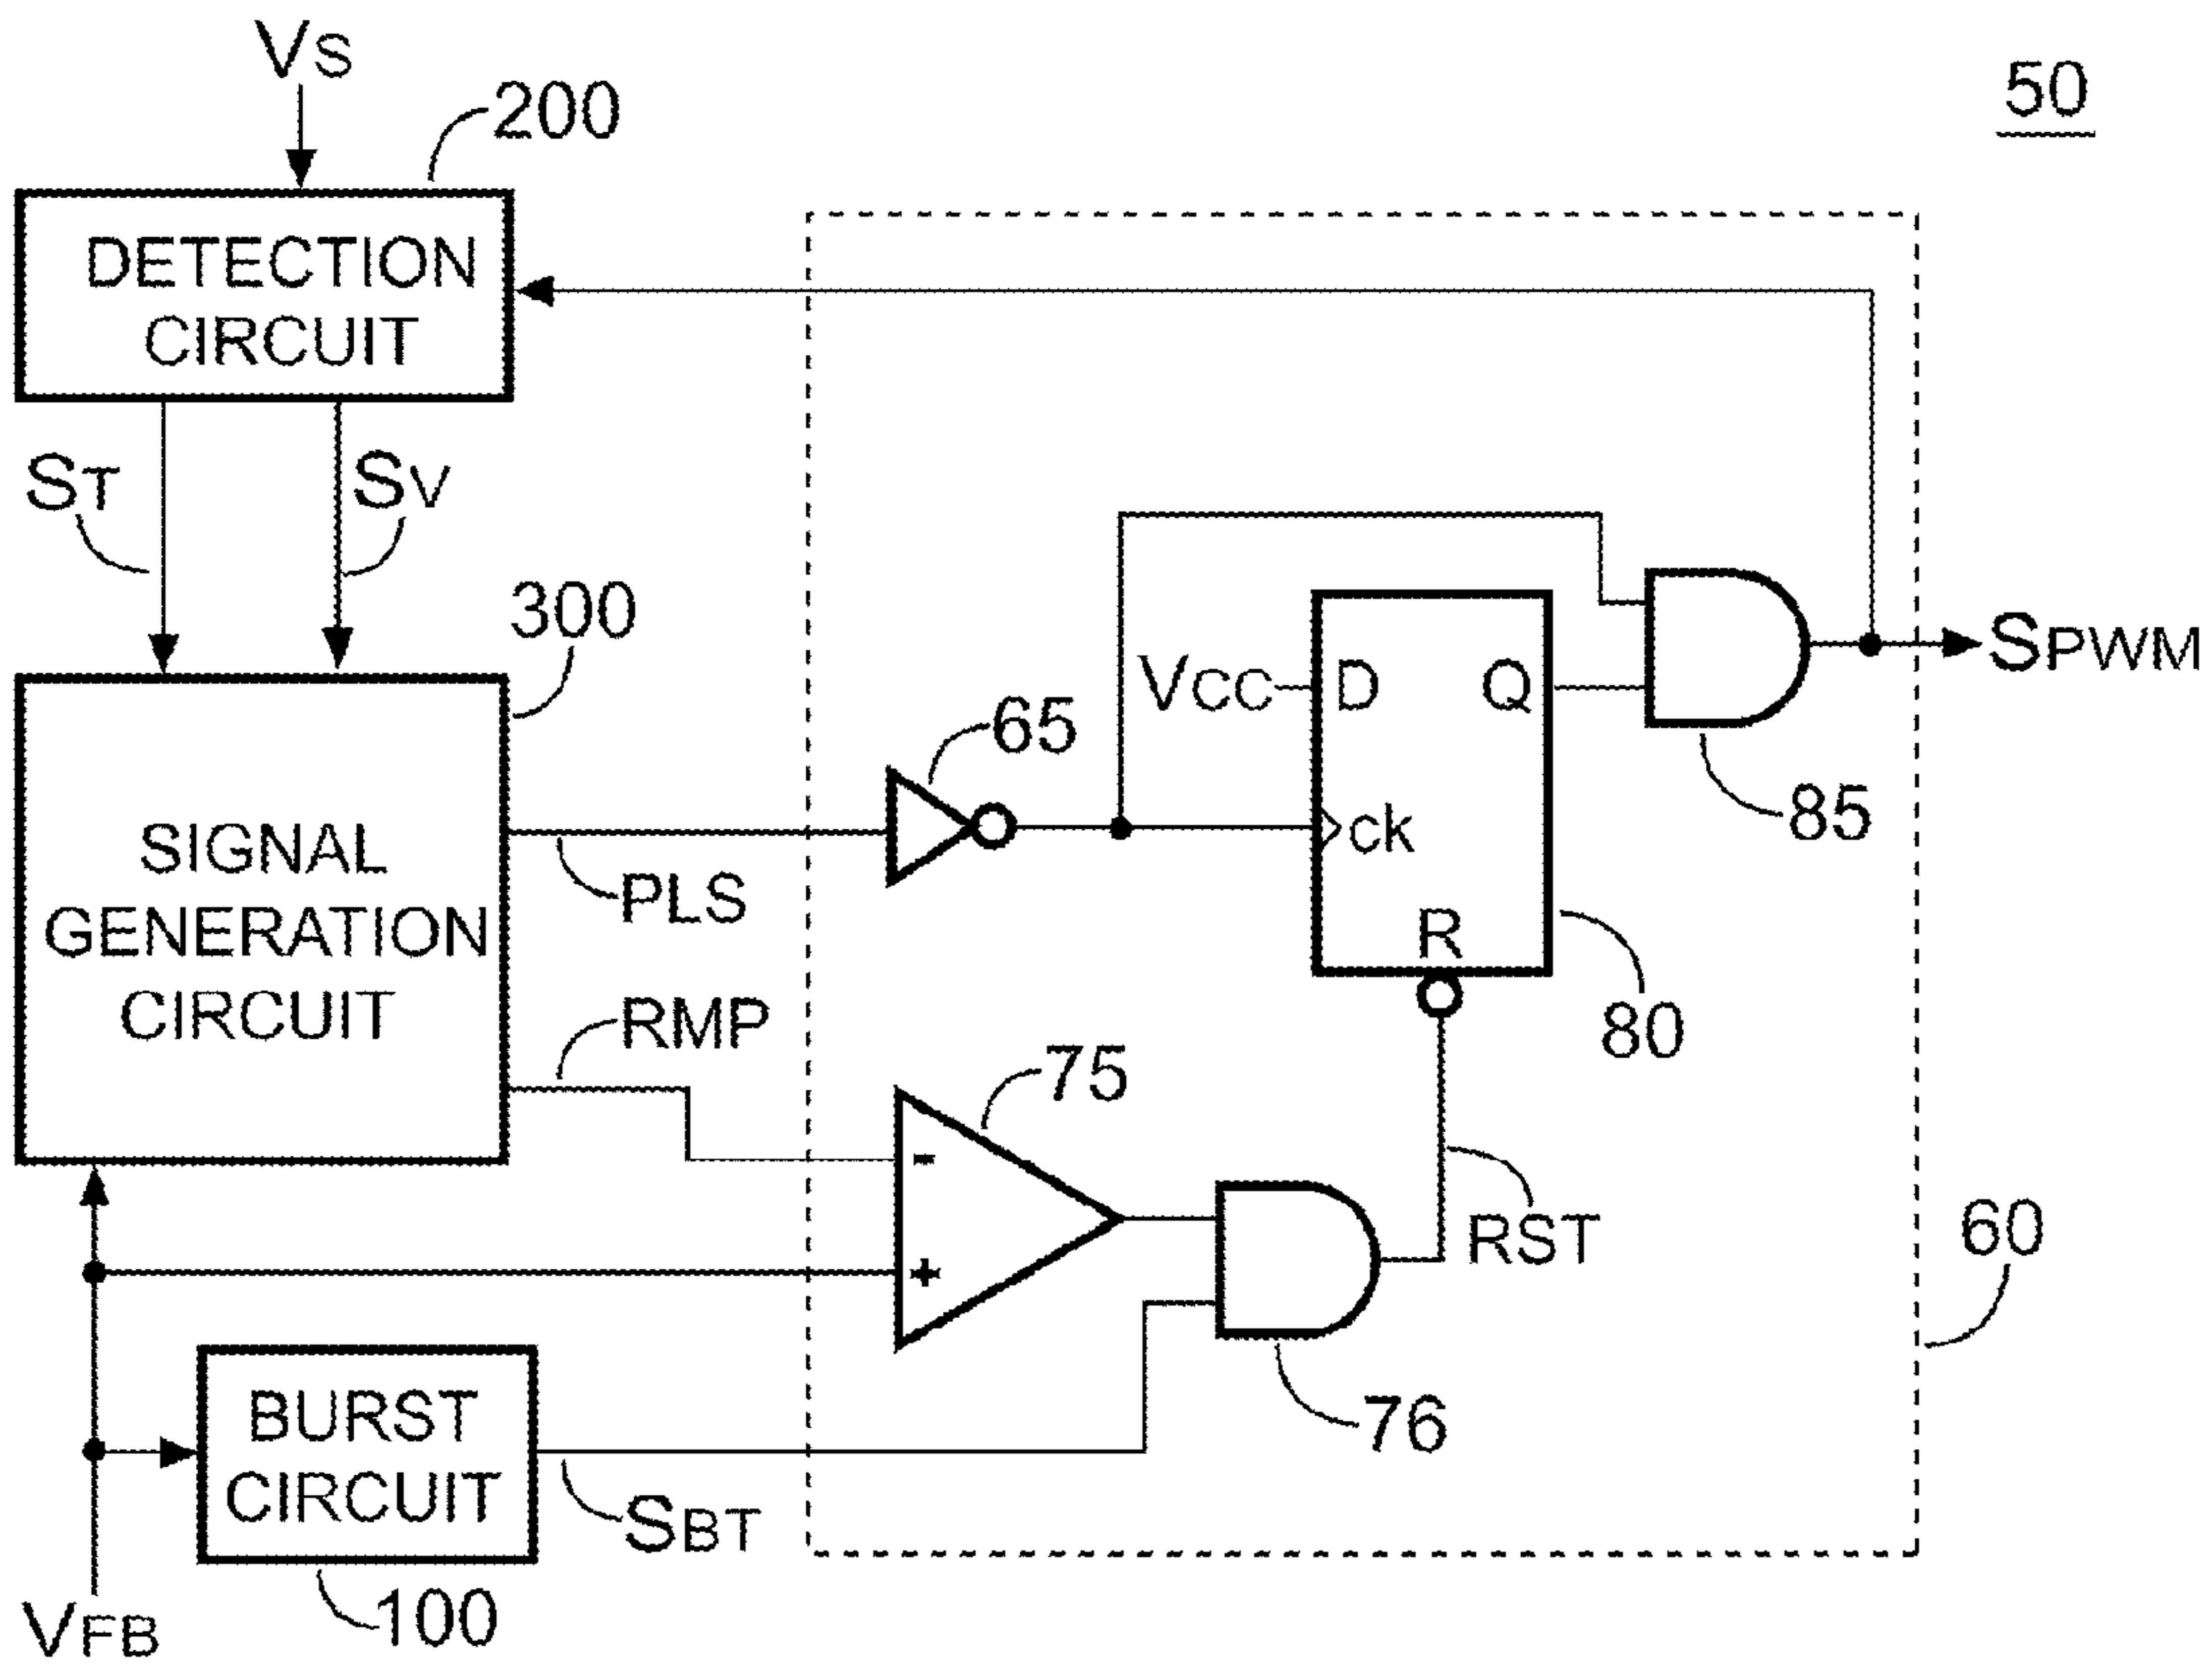 VS
200
50
DETECTION
CIRCUIT
ST
SV
300
SPWM
VCC
D
Q
65
85
ck
SIGNAL
GENERATION
CIRCUIT
PLS
R
RMP
80
75
-
+
RST
60
76
BURST
CIRCUIT
SBT
100
VFB